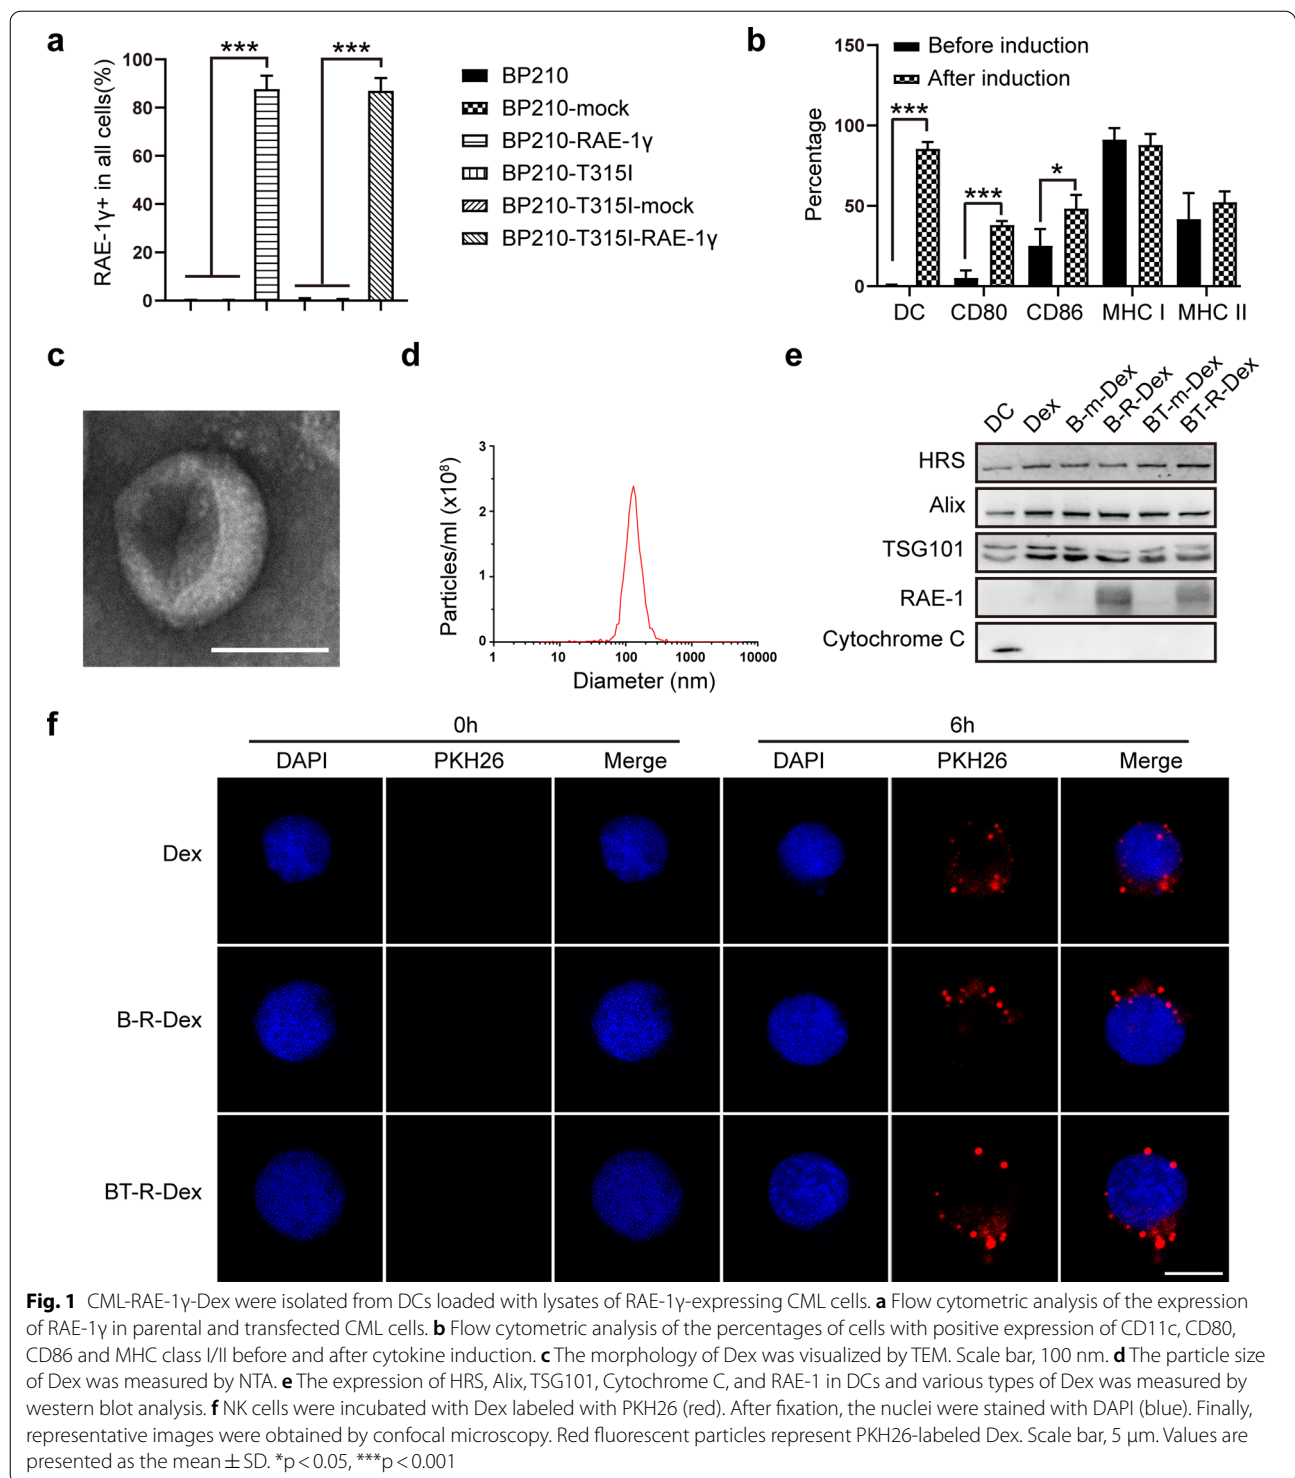 a
***
***
100
80
60
40
20
0
RAE-1γ+ in all cells(%)
BP210
BP210-mock
BP210-RAE-1γ
BP210-T315I
BP210-T315I-mock
BP210-T315I-RAE-1γ
b
150
100
50
0
Percentage
Before induction
After induction
***
***
*
DC CD80 CD86 MHC I MHC II
c
d
3
2
1
0
Particles/ml (x10⁸)
1 10 100 1000 10000
Diameter (nm)
e
DC Dex B-m-Dex B-R-Dex BT-m-Dex BT-R-Dex
HRS
Alix
TSG101
RAE-1
Cytochrome C
f
0h 6h
DAPI PKH26 Merge DAPI PKH26 Merge
Dex
B-R-Dex
BT-R-Dex
Fig. 1 CML-RAE-1γ-Dex were isolated from DCs loaded with lysates of RAE-1γ-expressing CML cells. a Flow cytometric analysis of the expression
of RAE-1γ in parental and transfected CML cells. b Flow cytometric analysis of the percentages of cells with positive expression of CD11c, CD80,
CD86 and MHC class I/II before and after cytokine induction. c The morphology of Dex was visualized by TEM. Scale bar, 100 nm. d The particle size
of Dex was measured by NTA. e The expression of HRS, Alix, TSG101, Cytochrome C, and RAE-1 in DCs and various types of Dex was measured by
western blot analysis. f NK cells were incubated with Dex labeled with PKH26 (red). After fixation, the nuclei were stained with DAPI (blue). Finally,
representative images were obtained by confocal microscopy. Red fluorescent particles represent PKH26-labeled Dex. Scale bar, 5 μm. Values are
presented as the mean ± SD. *p < 0.05, ***p < 0.001